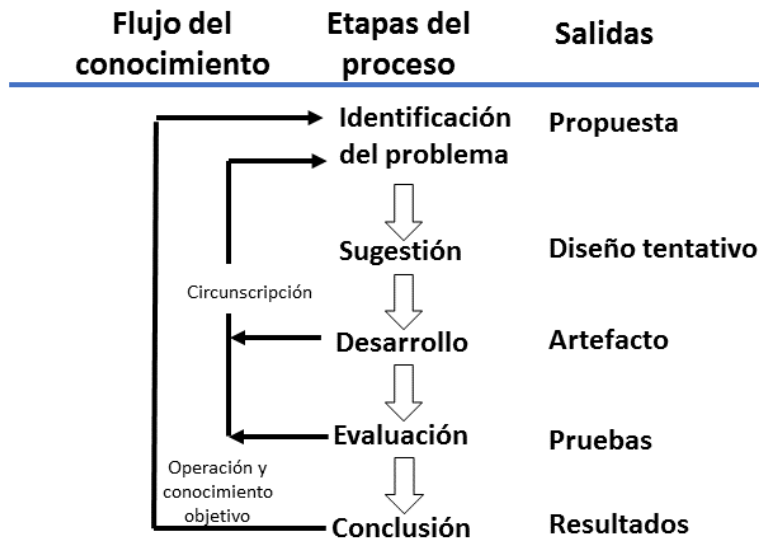 Flujo del
conocimiento
Etapas del
proceso
Salidas
Identificación
del problema
Propuesta
Sugestión
Diseño tentativo
Circunscripción
Desarrollo
Artefacto
Evaluación
Pruebas
Operación y
conocimiento
objetivo
Conclusión
Resultados